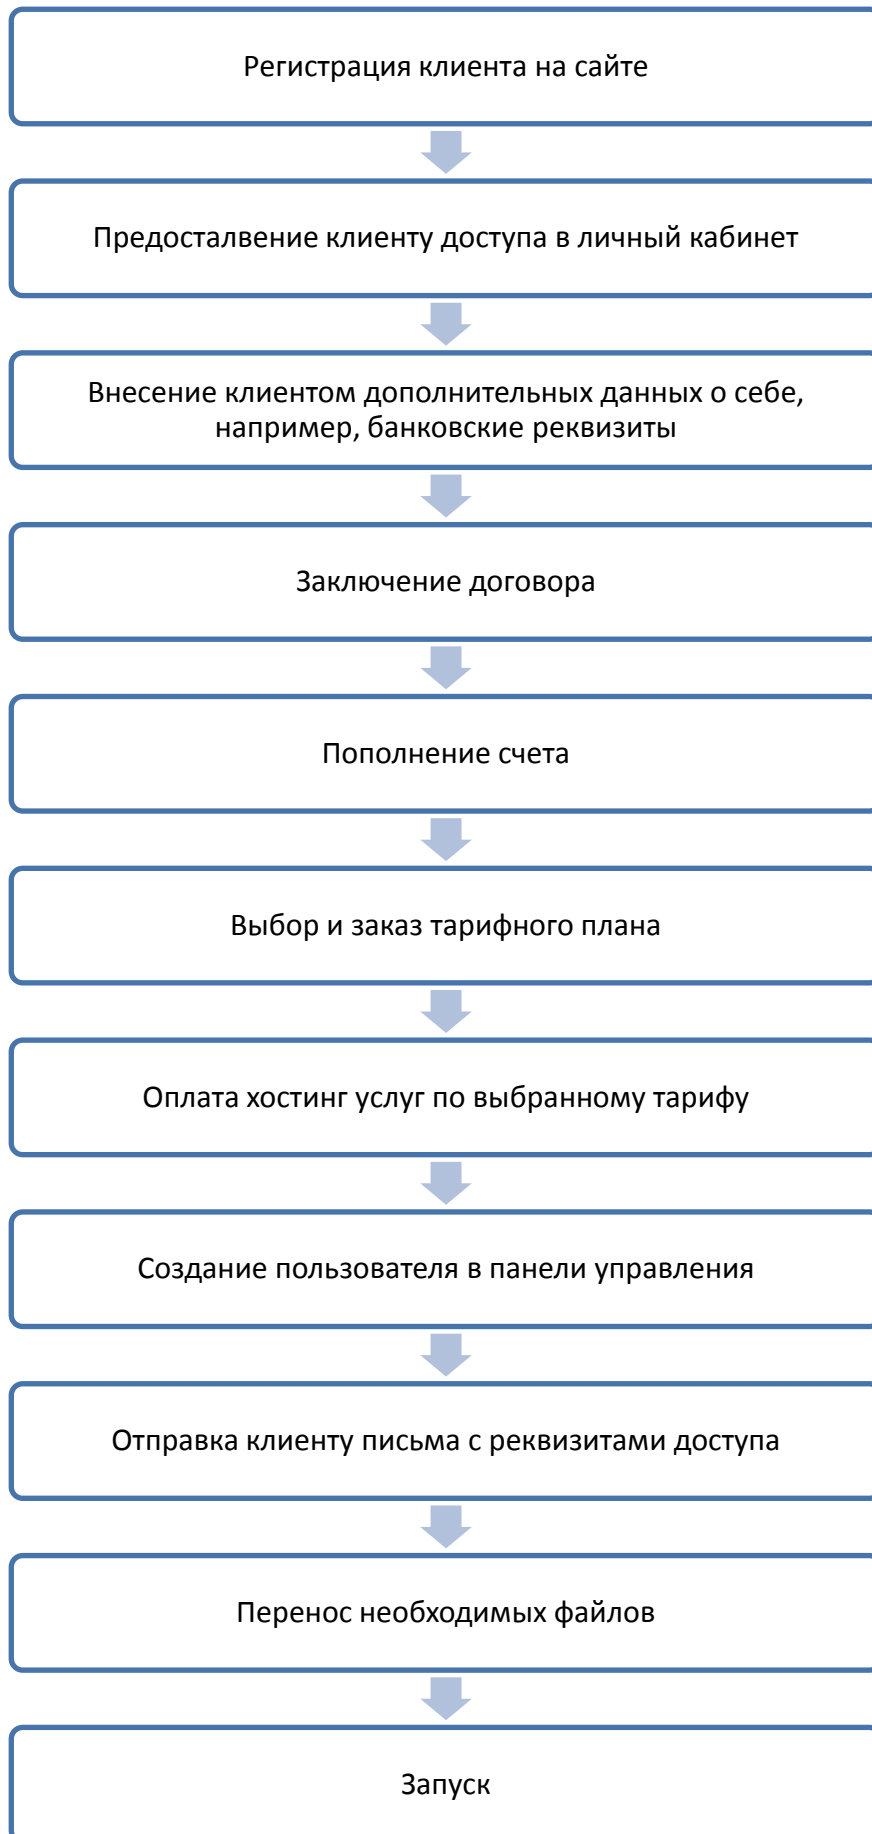 Регистрация клиента на сайте
Предосталвение клиенту доступа в личный кабинет
Внесение клиентом дополнительных данных о себе,
например, банковские реквизиты
Заключение договора
Пополнение счета
Выбор и заказ тарифного плана
Оплата хостинг услуг по выбранному тарифу
Создание пользователя в панели управления
Отправка клиенту письма с реквизитами доступа
Перенос необходимых файлов
Запуск